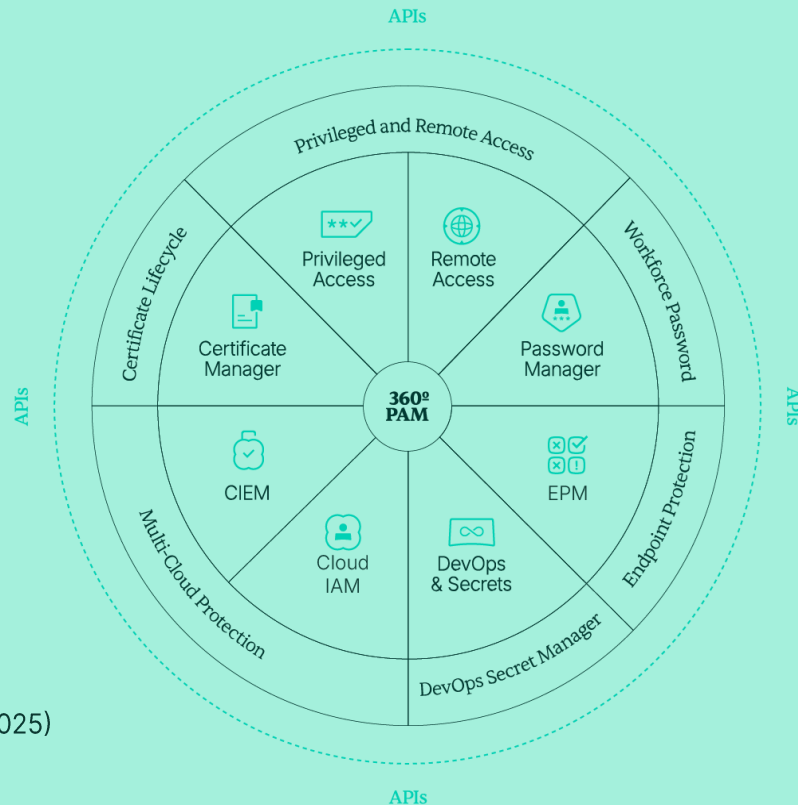 APIs
Privileged and Remote Access
Certificate Lifecycle
Workforce Password
Privileged
Access
Remote
Access
Certificate
Manager
Password
Manager
360º
PAM
APIs
APIs
CIEM
EPM
Cloud
IAM
DevOps
& Secrets
Multi-Cloud Protection
Endpoint Protection
DevOps Secret Manager
025)
APIs